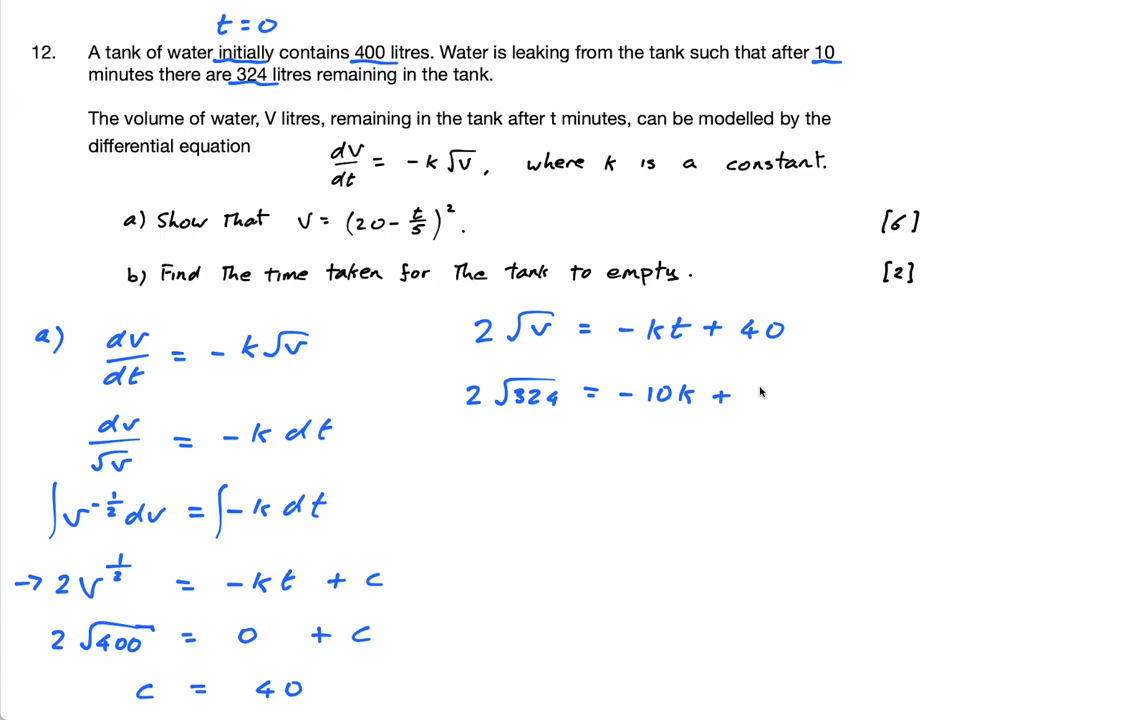 t = 0
12. A tank of water initially contains 400 litres. Water is leaking from the tank such that after 10
minutes there are 324 litres remaining in the tank.
The volume of water, V litres, remaining in the tank after t minutes, can be modelled by the
differential equation
dv/dt = -k√v, where k is a constant.
a) Show that V = (20 - t/5)². [6]
b) Find the time taken for the tank to empty. [2]
a) dv/dt = -k√v
dv/√v = -k dt
∫v^(-1/2) dv = ∫-k dt
→ 2v^(1/2) = -kt + c
2√400 = 0 + c
c = 40
2√v = -kt + 40
2√324 = -10k +